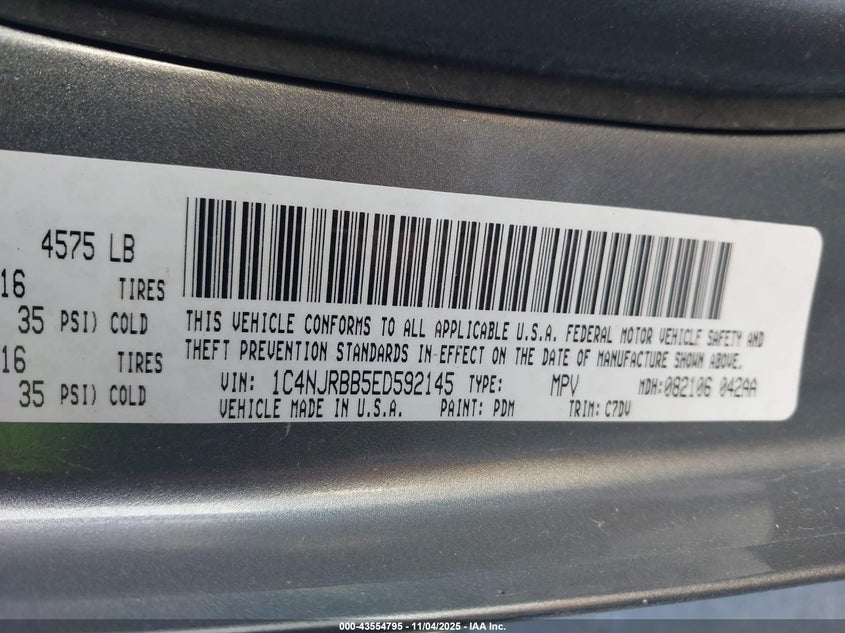 4575 LB
16 TIRES
35 PSI) COLD
16 TIRES
35 PSI) COLD
THIS VEHICLE CONFORMS TO ALL APPLICABLE U.S.A. FEDERAL MOTOR VEHICLE SAFETY AND
THEFT PREVENTION STANDARDS IN EFFECT ON THE DATE OF MANUFACTURE SHOWN ABOVE.
VIN: 1C4NJRBB5ED592145 TYPE: MPV MDH: 082106 042AA
VEHICLE MADE IN U.S.A. PAINT: PDM TRIM: C7DV
000-43554795 - 11/04/2025 - IAA Inc.